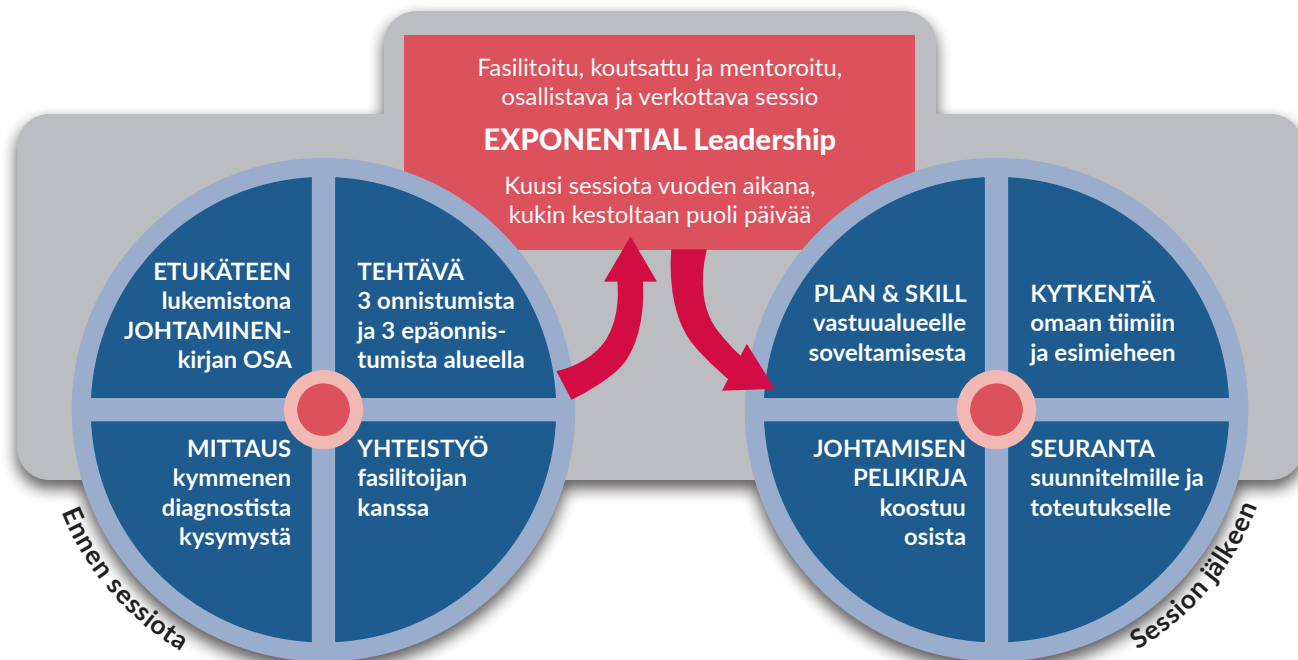 Fasilitoitu, koutsattu ja mentoroitu,
osallistava ja verkottava sessio
EXPONENTIAL Leadership
Kuusi sessiota vuoden aikana,
kukin kestoltaan puoli päivää
ETUKÄTEEN
lukemistona
JOHTAMINEN-
kirjan OSA
TEHTÄVÄ
3 onnistumista
ja 3 epäonnis-
tumista alueella
MITTAUS
kymmenen
diagnostista
kysymystä
YHTEISTYÖ
fasilitoijan
kanssa
Ennen sessiota
PLAN & SKILL
vastuualueelle
soveltamisesta
KYTKENTÄ
omaan tiimiin
ja esimieheen
JOHTAMISEN
PELIKIRJA
koostuu
osista
SEURANTA
suunnitelmille ja
toteutukselle
Session jälkeen